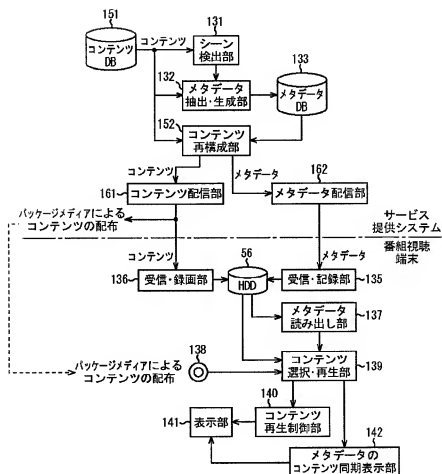 151
コンテンツ
DB
コンテンツ
131
シーン
検出部
132
メタデータ
抽出・生成部
133
メタデータ
DB
152
コンテンツ
再構成部
コンテンツ
メタデータ
161
コンテンツ配信部
162
メタデータ配信部
パッケージメディアによる
コンテンツの配布
サービス
提供システム
番組視聴
端末
コンテンツ
メタデータ
136
受信・録画部
56
HDD
受信・記録部
135
メタデータ
読み出し部
137
パッケージメディアによる
コンテンツの配布
138
コンテンツ
選択・再生部
139
140
コンテンツ
再生制御部
141
表示部
142
メタデータの
コンテンツ同期表示部